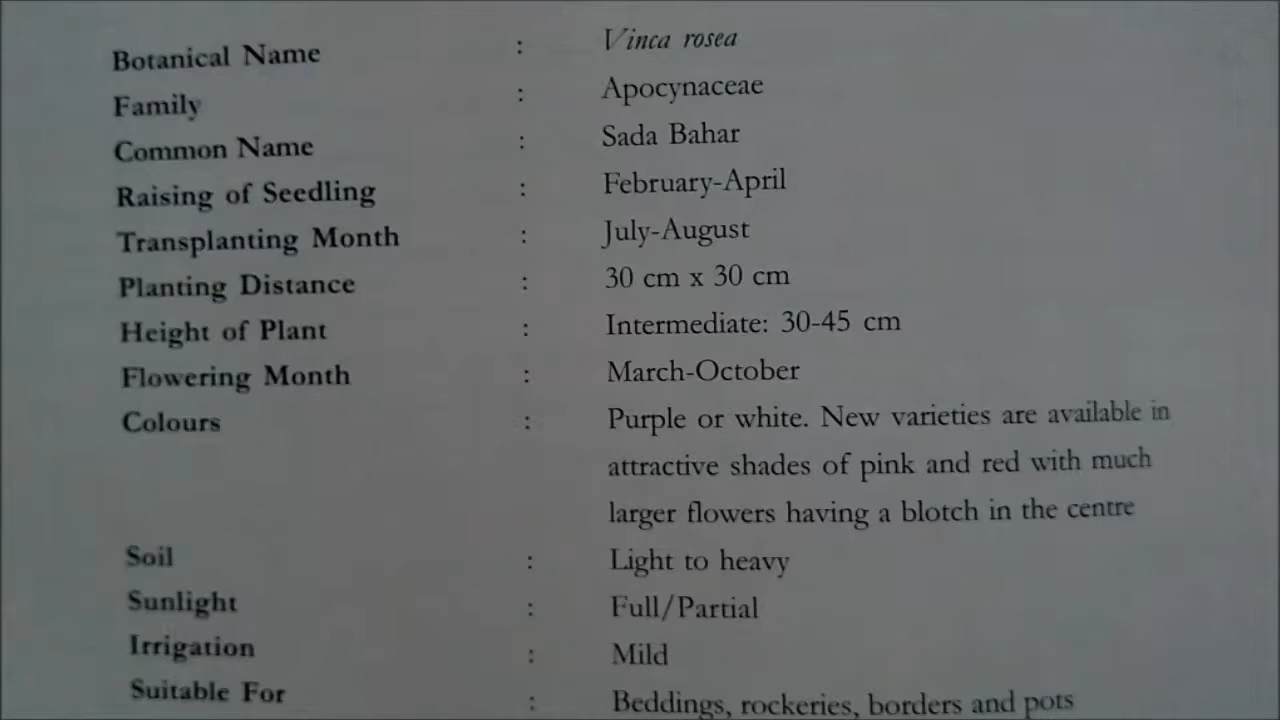 Botanical Name : Vinca rosea
Family : Apocynaceae
Common Name : Sada Bahar
Raising of Seedling : February-April
Transplanting Month : July-August
Planting Distance : 30 cm x 30 cm
Height of Plant : Intermediate: 30-45 cm
Flowering Month : March-October
Colours : Purple or white. New varieties are available in
attractive shades of pink and red with much
larger flowers having a blotch in the centre
Soil : Light to heavy
Sunlight : Full/Partial
Irrigation : Mild
Suitable For : Beddings, rockeries, borders and pots